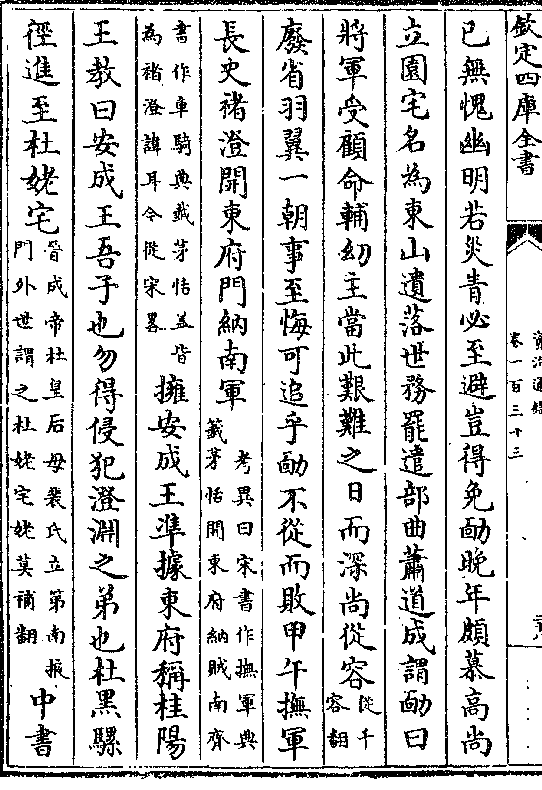 欽定四庫全書
資治通鑑
卷一百三十三
已無愧幽明若災眚必至避豈得免勔晚年頗慕髙尚
立園宅名為東山遺落世務罷遣部曲蕭道成謂勔曰
將軍受顧命輔幼主當此艱難之日而深尚從容從千容翻
廢省羽翼一朝事至悔可追乎勔不從而敗甲午撫軍
長史褚澄開東府門納南軍考異曰宋書作撫軍典籖茅恬開東府納賊南齊
書作車騎典籖茅恬蓋皆為褚澄諱耳今從宋畧擁安成王凖據東府稱桂陽
王教曰安成王吾子也勿得侵犯澄淵之弟也杜黑騾
徑進至杜姥宅晉成帝杜皇后母裴氏立第南掖門外世謂之杜姥宅姥莫補翻中書